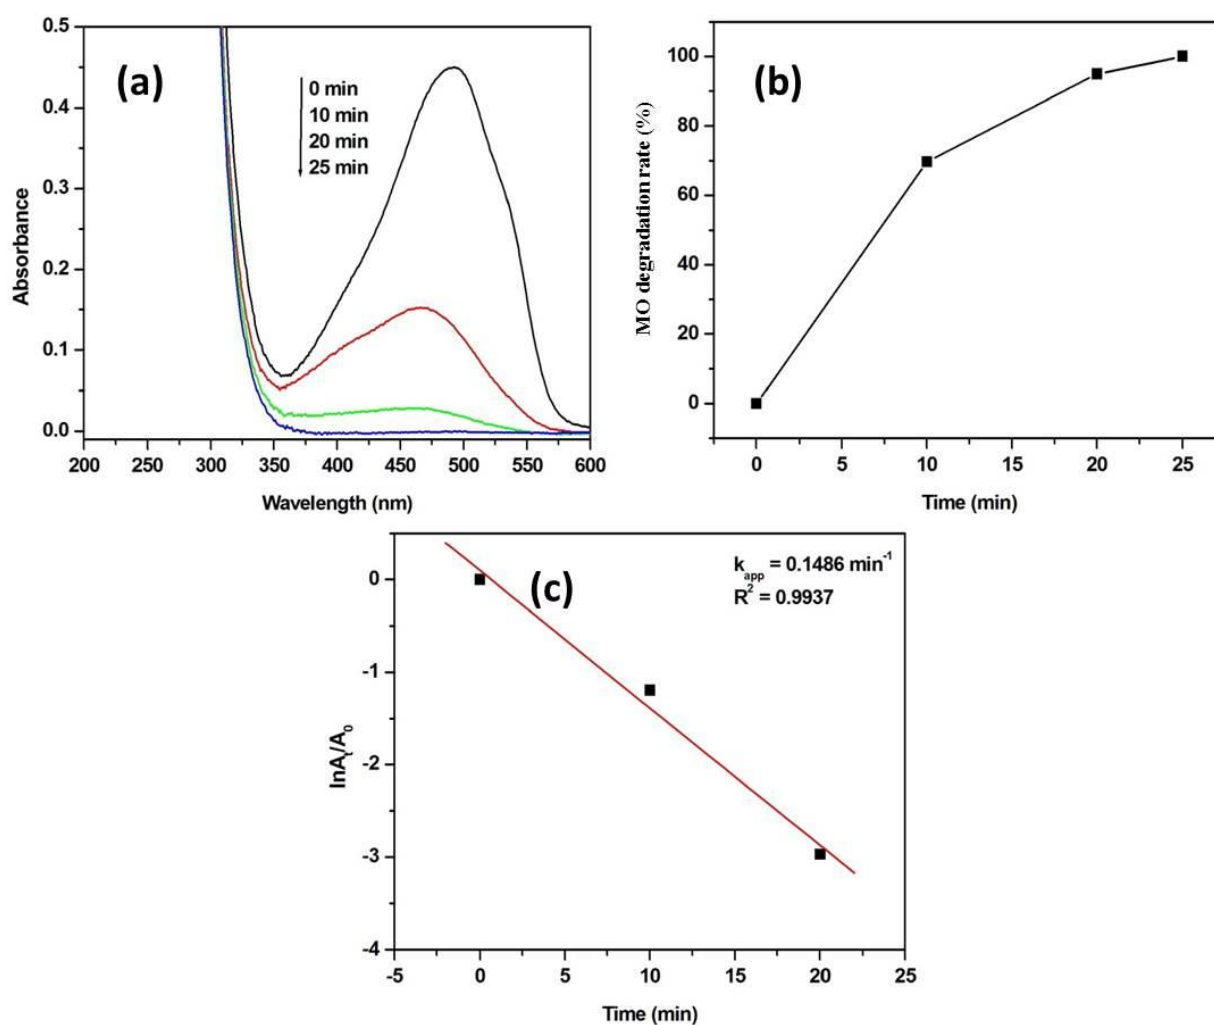 (a)
0 min
10 min
20 min
25 min
0.5
0.4
0.3
0.2
0.1
0.0
Absorbance
200 250 300 350 400 450 500 550 600
Wavelength (nm)
(b)
100
80
60
40
20
0
MO degradation rate (%)
0 5 10 15 20 25
Time (min)
(c)
k_app = 0.1486 min⁻¹
R² = 0.9937
0
-1
-2
-3
-4
lnAₜ/A₀
-5 0 5 10 15 20 25
Time (min)